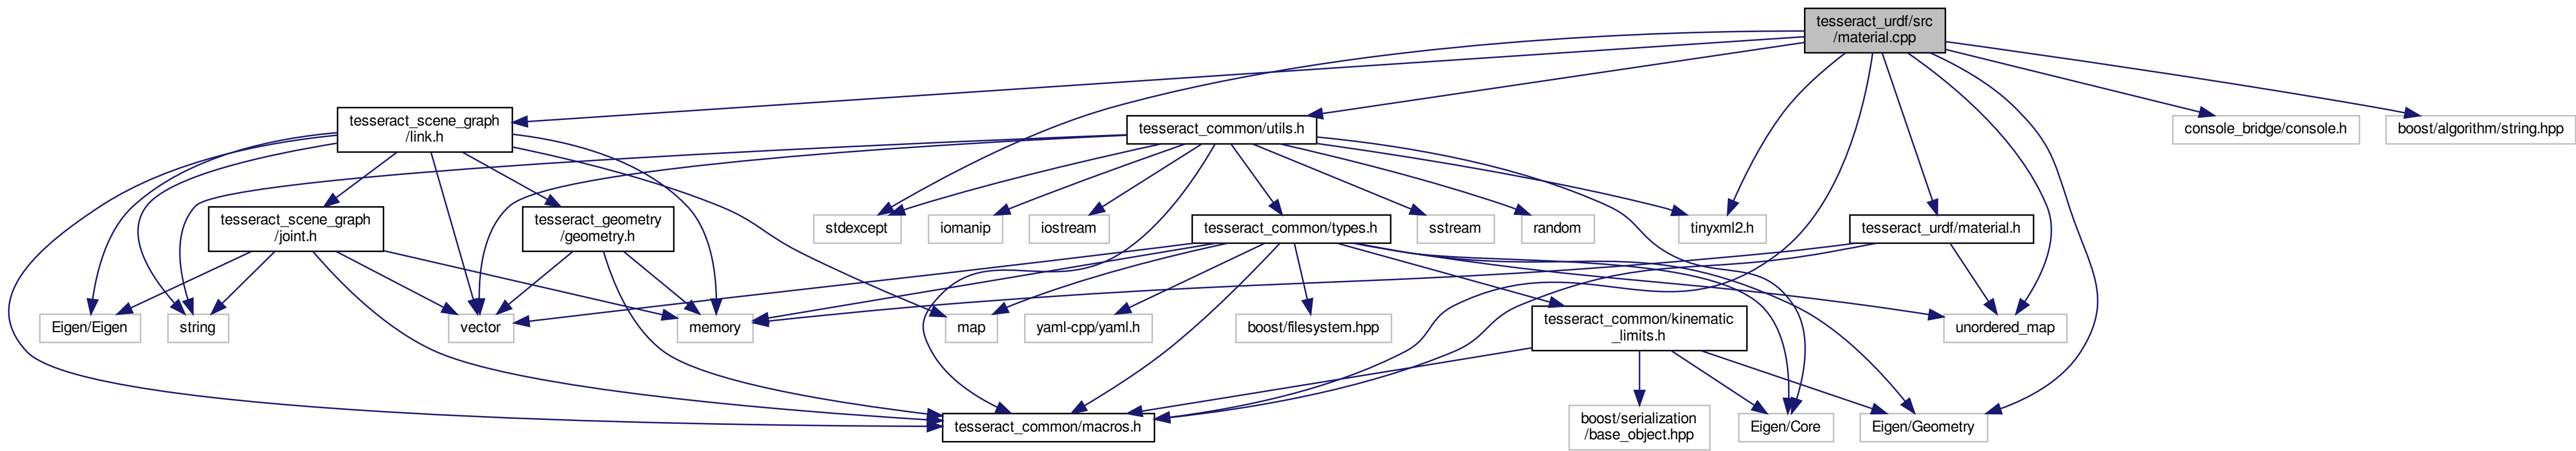 tesseract_urdf/src
/material.cpp
tesseract_scene_graph
/link.h
tesseract_common/utils.h
console_bridge/console.h
boost/algorithm/string.hpp
tesseract_scene_graph
/joint.h
tesseract_geometry
/geometry.h
stdexcept
iomanip
iostream
tesseract_common/types.h
sstream
random
tinyxml2.h
tesseract_urdf/material.h
Eigen/Eigen
string
vector
memory
map
yaml-cpp/yaml.h
boost/filesystem.hpp
tesseract_common/kinematic
_limits.h
unordered_map
tesseract_common/macros.h
boost/serialization
/base_object.hpp
Eigen/Core
Eigen/Geometry